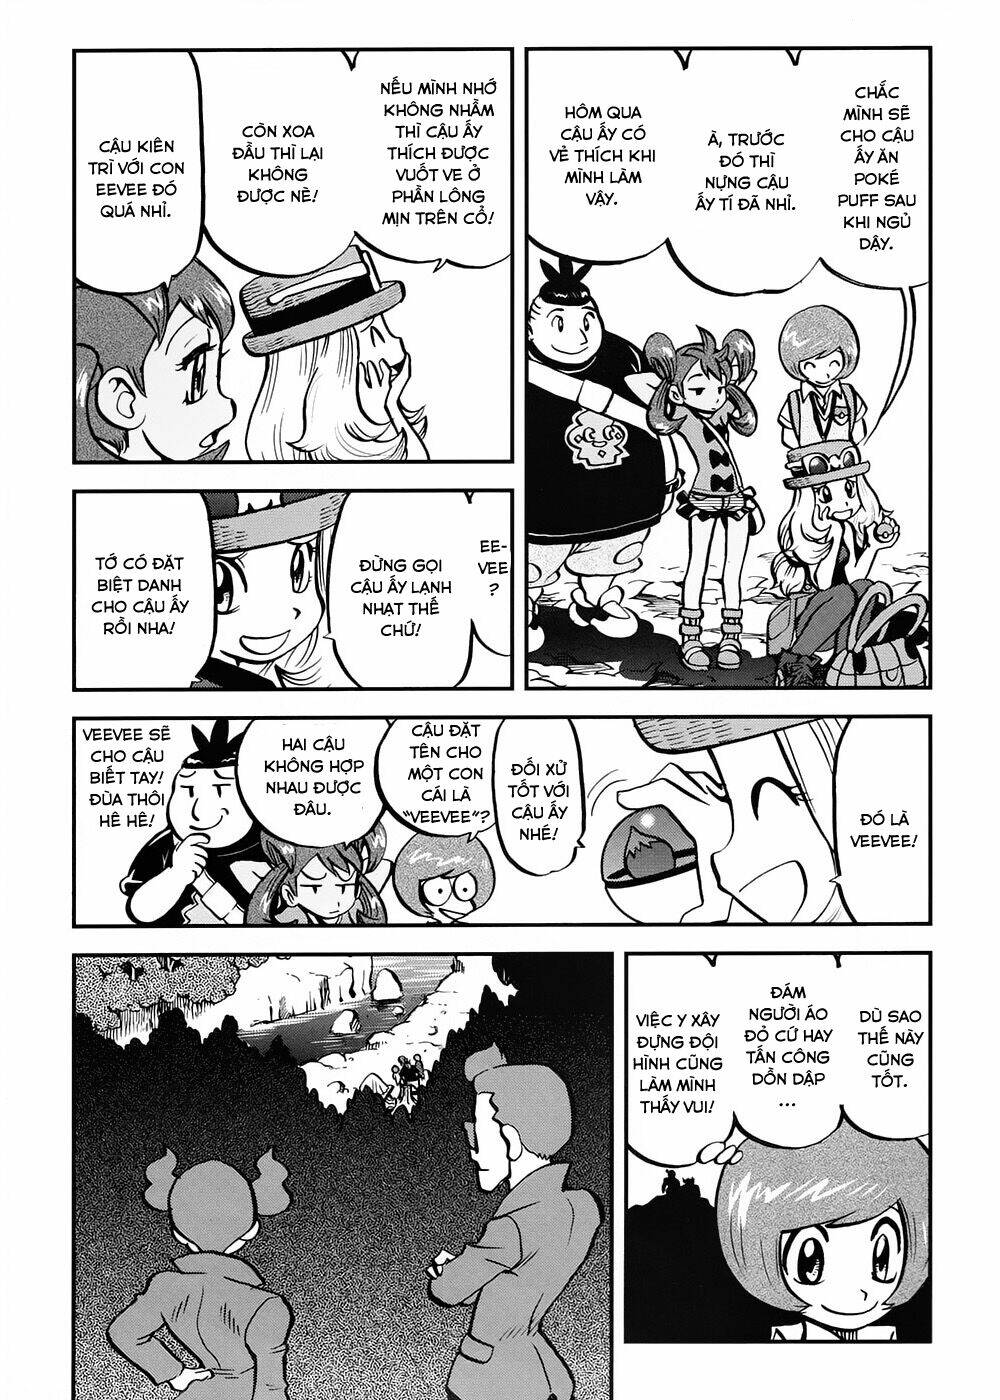 CHẮC
MÌNH SẼ
CHO CẬU
ẤY ĂN
POKÉ
PUFF SAU
KHI NGỦ
DẬY.
À, TRƯỚC
ĐÓ THÌ
NỰNG CẬU
ẤY TÍ ĐÃ NHỈ.
HÔM QUA
CẬU ẤY CÓ
VẺ THÍCH KHI
MÌNH LÀM
VẬY.
NẾU MÌNH NHỚ
KHÔNG NHẦM
THÌ CẬU ẤY
THÍCH ĐƯỢC
VUỐT VE Ở
PHẦN LÔNG
MỊN TRÊN CỔ!
CÒN XOA
ĐẦU THÌ LẠI
KHÔNG
ĐƯỢC NÈ!
CẬU KIÊN
TRÌ VỚI CON
EEVEE ĐÓ
QUÁ NHỈ.
EE-
VEE
?
ĐỪNG GỌI
CẬU ẤY LẠNH
NHẠT THẾ
CHỨ!
TỚ CÓ ĐẶT
BIỆT DANH
CHO CẬU ẤY
RỒI NHA!
ĐÓ LÀ
VEEVEE!
ĐỐI XỬ
TỐT VỚI
CẬU ẤY
NHÉ!
CẬU ĐẶT
TÊN CHO
MỘT CON
CÁI LÀ
"VEEVEE"?
HAI CẬU
KHÔNG HỢP
NHAU ĐƯỢC
ĐÂU.
VEEVEE SẼ
CHO CẬU
BIẾT TAY!
ĐÙA THÔI
HÊ HÊ!
DÙ SAO
THẾ NÀY
CŨNG
TỐT.
ĐÁM
NGƯỜI ÁO
ĐỎ CỨ HAY
TẤN CÔNG
DỒN DẬP
...
VIỆC Y XÂY
DỰNG ĐỘI
HÌNH CŨNG
LÀM MÌNH
THẤY VUI!